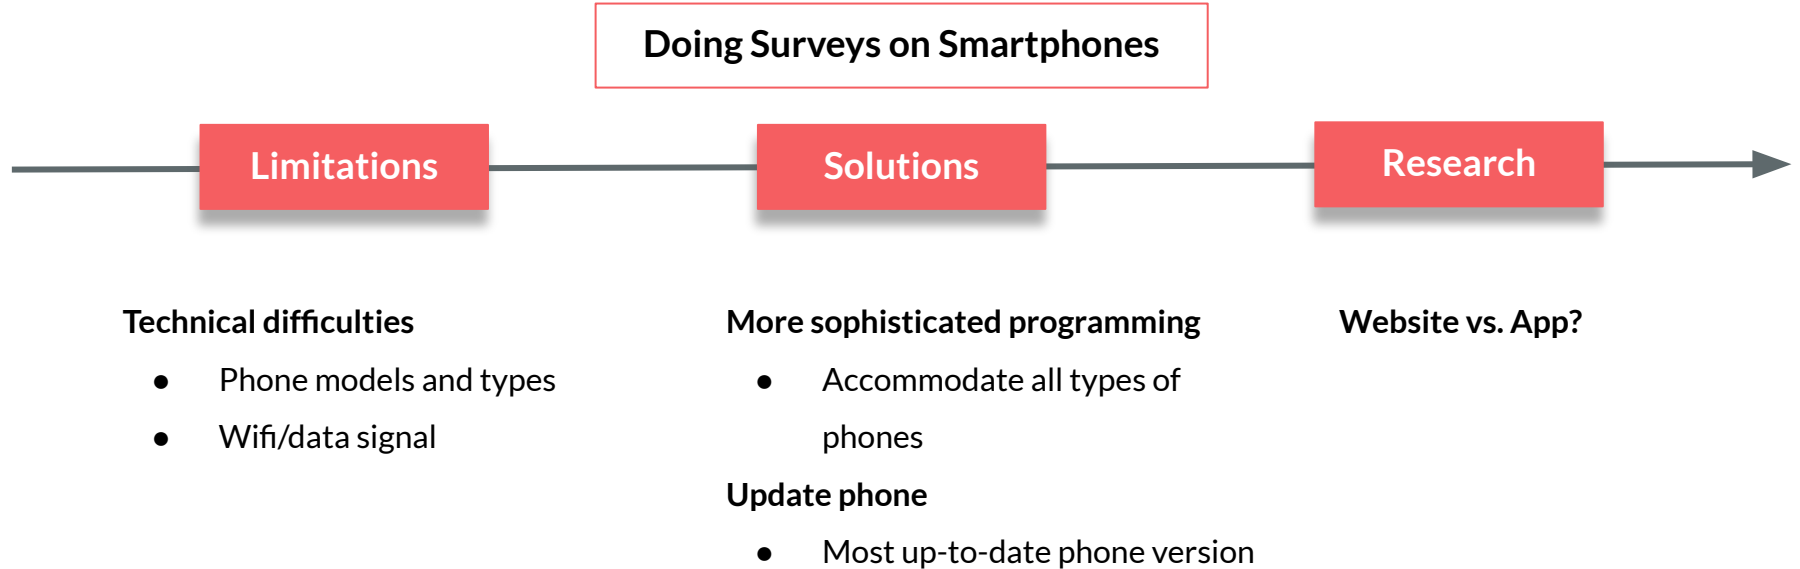 Doing Surveys on Smartphones
Limitations
Solutions
Research
Technical difficulties
● Phone models and types
● Wifi/data signal
More sophisticated programming
● Accommodate all types of
phones
Update phone
● Most up-to-date phone version
Website vs. App?